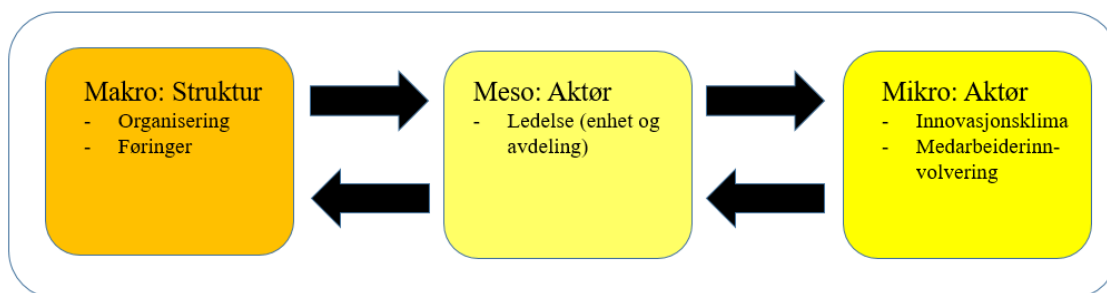 Makro: Struktur
- Organisering
- Føringer
Meso: Aktør
- Ledelse (enhet og
avdeling)
Mikro: Aktør
- Innovasjonsklima
- Medarbeiderinn-
volvering